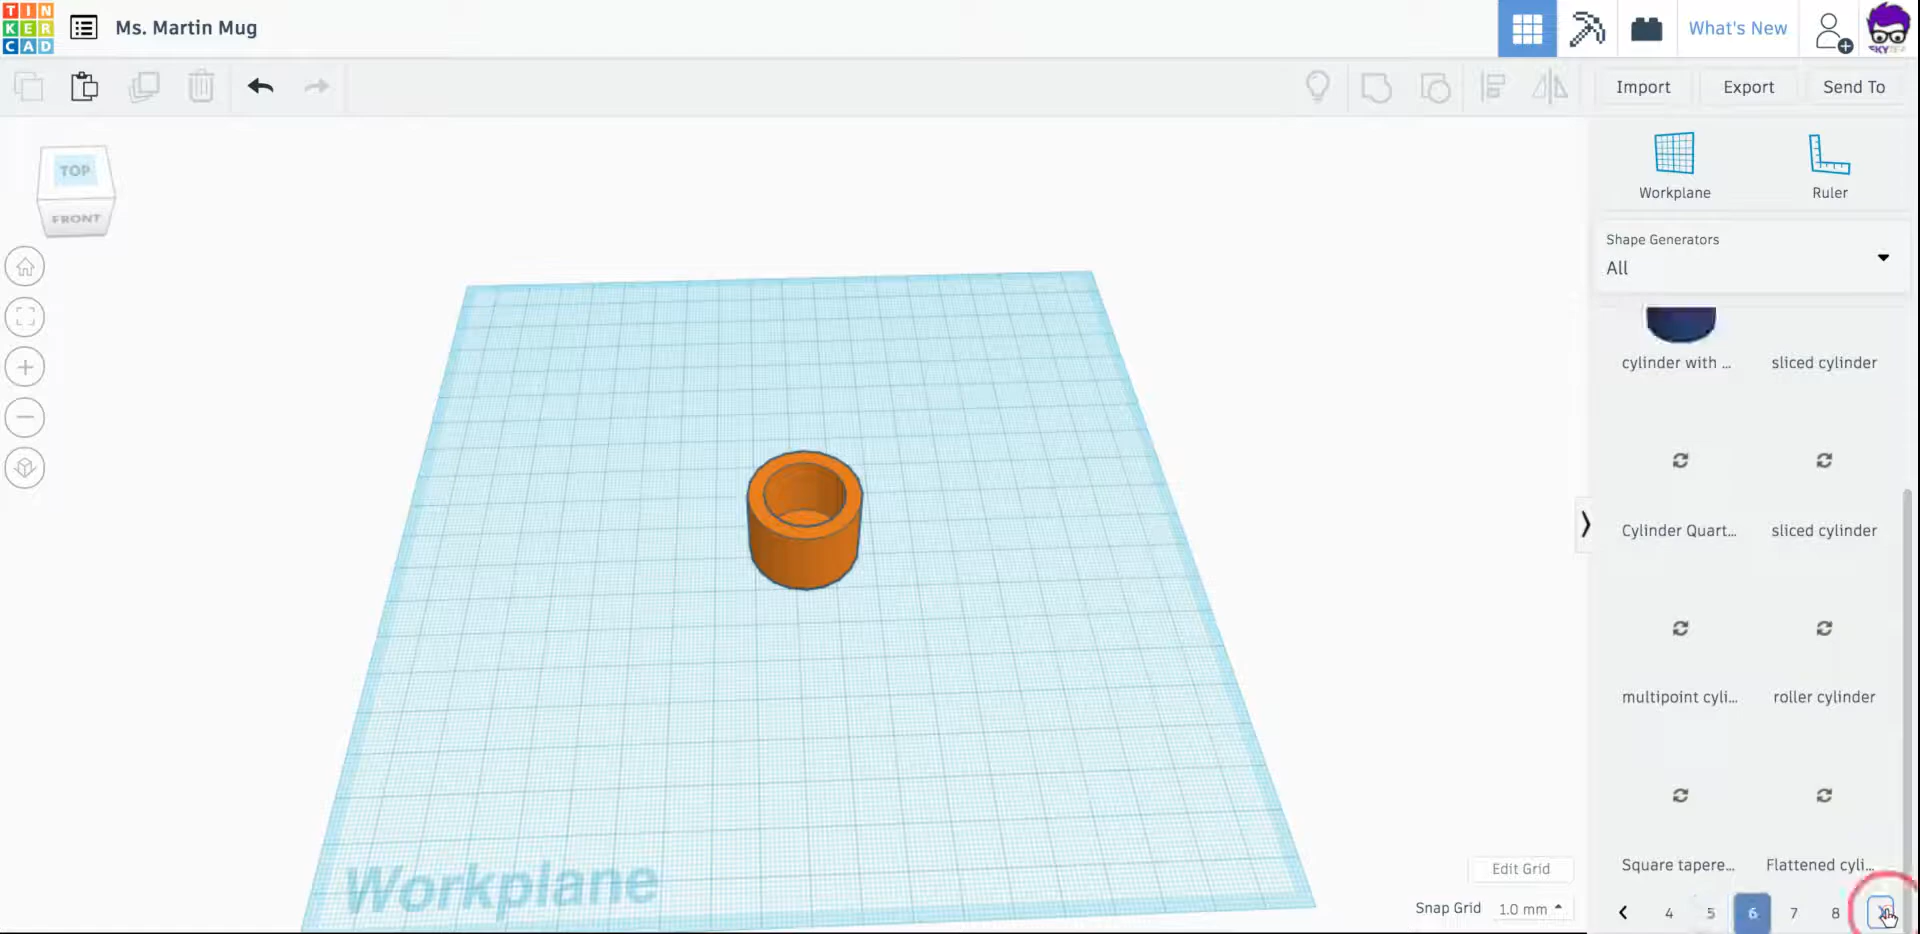 TIN
KER
CAD
Ms. Martin Mug
What's New
Import
Export
Send To
TOP
FRONT
Workplane
Ruler
Shape Generators
All
cylinder with ...
sliced cylinder
Cylinder Quart...
sliced cylinder
multipoint cyli...
roller cylinder
Square tapere...
Flattened cyli...
Workplane
Edit Grid
Snap Grid
1.0 mm
4
5
6
7
8